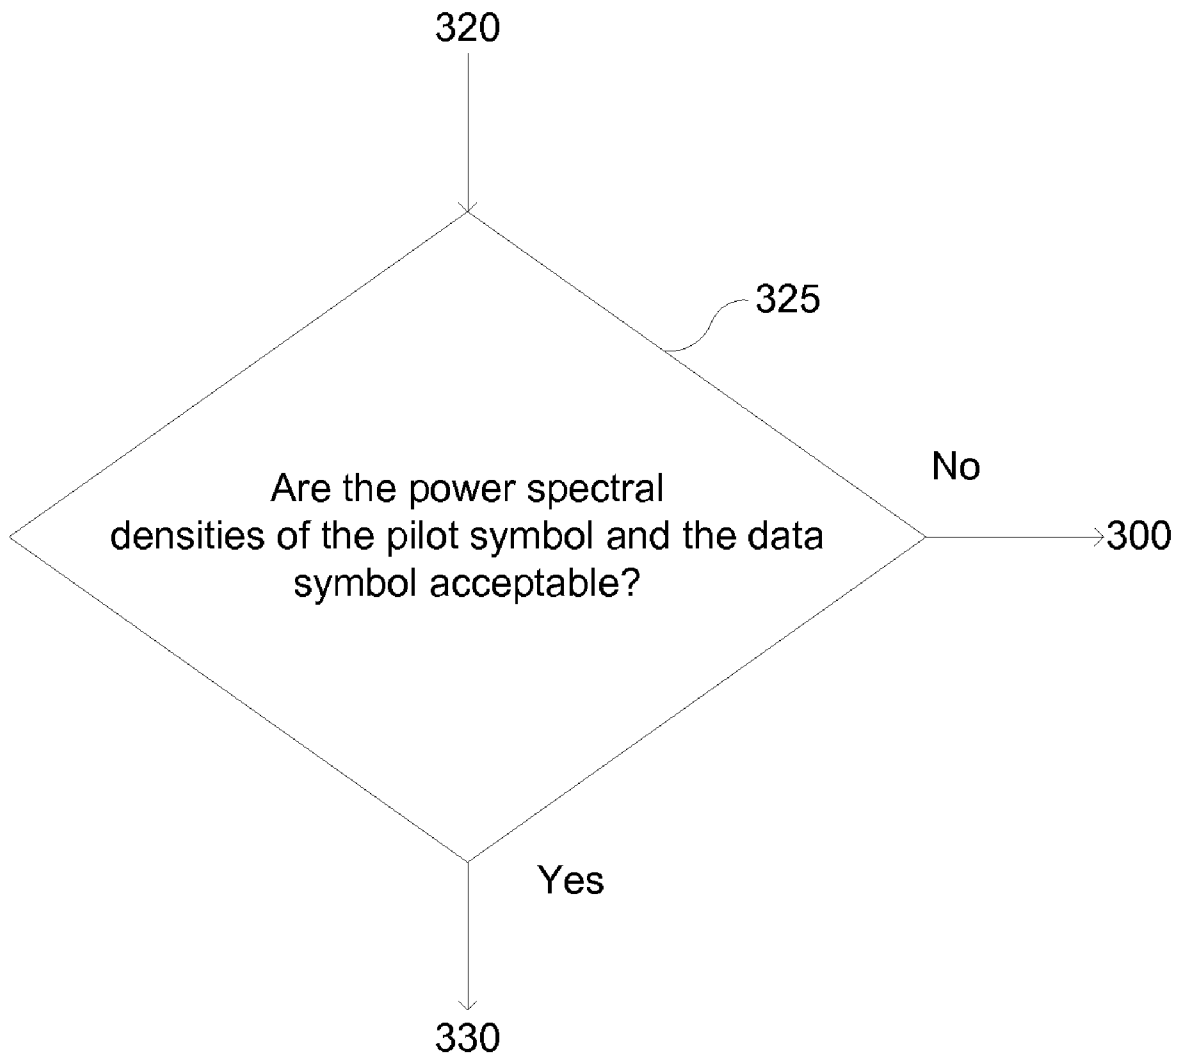 320
325
No
Are the power spectral
densities of the pilot symbol and the data
symbol acceptable?
300
Yes
330